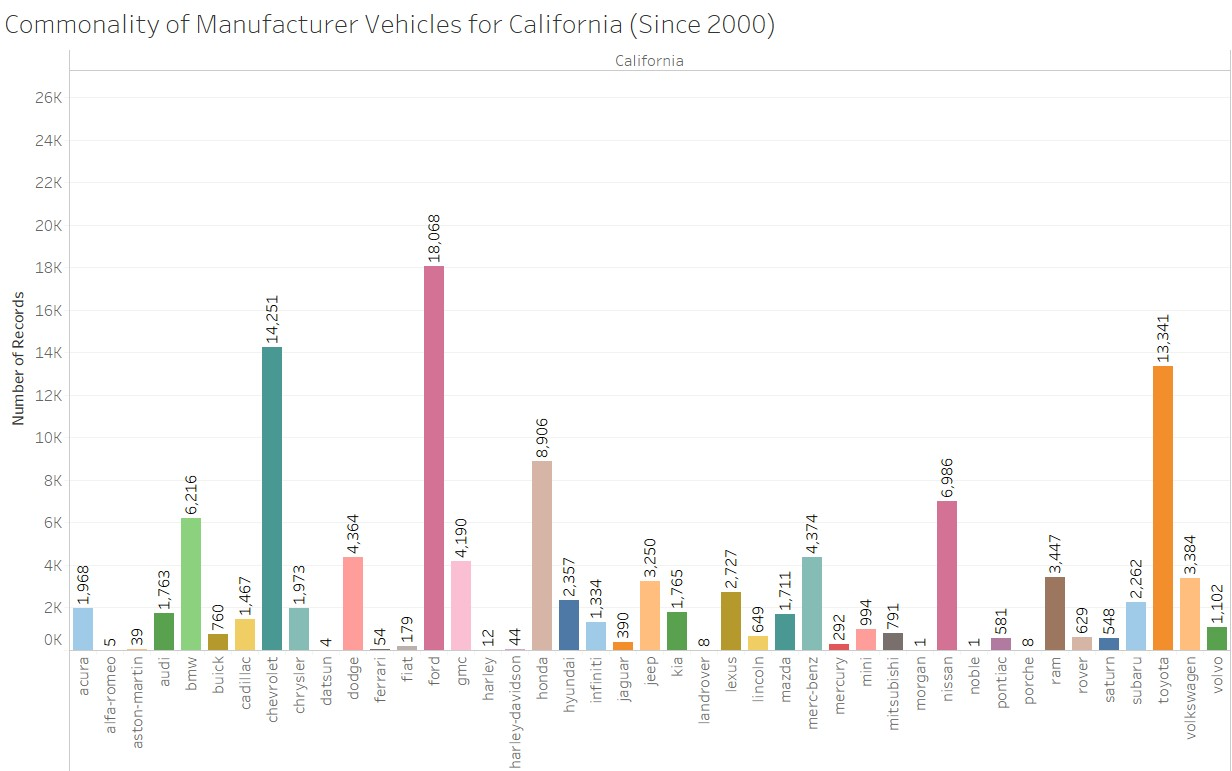 Commonality of Manufacturer Vehicles for California (Since 2000)
California
Number of Records
26K
24K
22K
20K
18K
16K
14K
12K
10K
8K
6K
4K
2K
0K
1,968
5
39
1,763
6,216
760
1,467
14,251
1,973
4
4,364
54
179
18,068
4,190
12
44
8,906
2,357
1,334
390
3,250
1,765
8
2,727
649
1,711
4,374
292
994
791
1
6,986
1
581
8
3,447
629
548
2,262
13,341
3,384
1,102
acura
alfa-romeo
aston-martin
audi
bmw
buick
cadillac
chevrolet
chrysler
datsun
dodge
ferrari
fiat
ford
gmc
harley
harley-davidson
honda
hyundai
infiniti
jaguar
jeep
kia
landrover
lexus
lincoln
mazda
merc-benz
mercury
mini
mitsubishi
morgan
nissan
noble
pontiac
porche
ram
rover
saturn
subaru
toyota
volkswagen
volvo